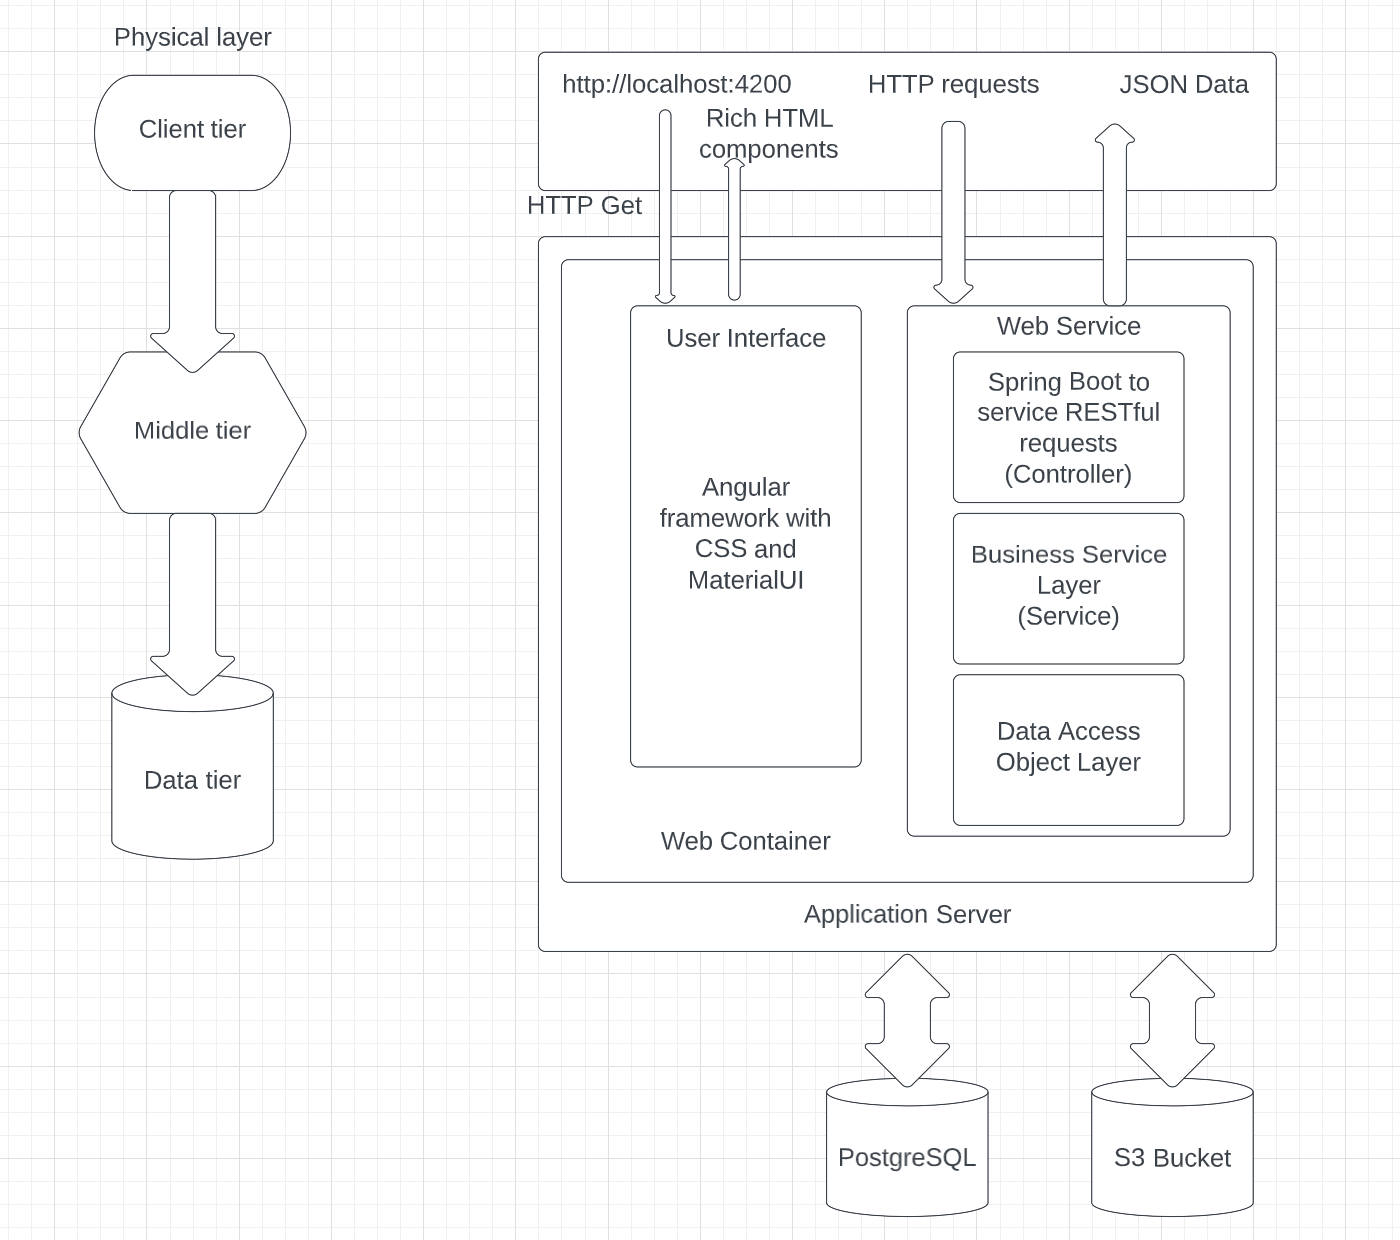 Physical layer
Client tier
Middle tier
Data tier
http://localhost:4200
Rich HTML
components
HTTP requests
JSON Data
HTTP Get
User Interface
Angular
framework with
CSS and
MaterialUI
Web Service
Spring Boot to
service RESTful
requests
(Controller)
Business Service
Layer
(Service)
Data Access
Object Layer
Web Container
Application Server
PostgreSQL
S3 Bucket